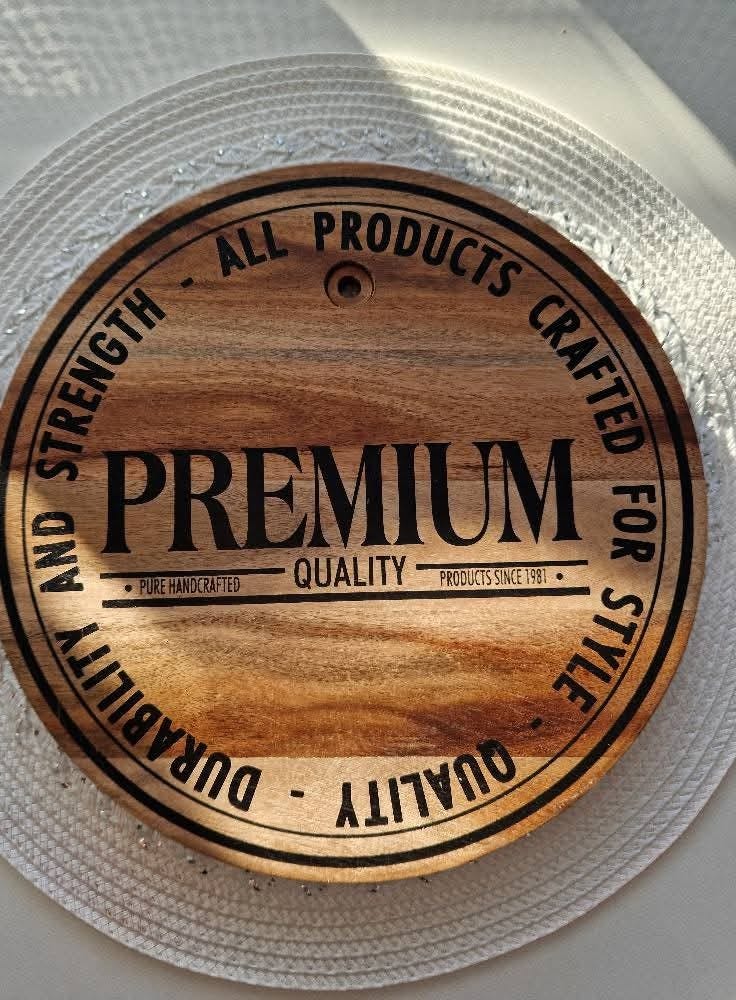 ALL PRODUCTS CRAFTED FOR STYLE - QUALITY - DURABILITY AND STRENGTH -
PREMIUM
QUALITY
• PURE HANDCRAFTED
PRODUCTS SINCE 1981 •